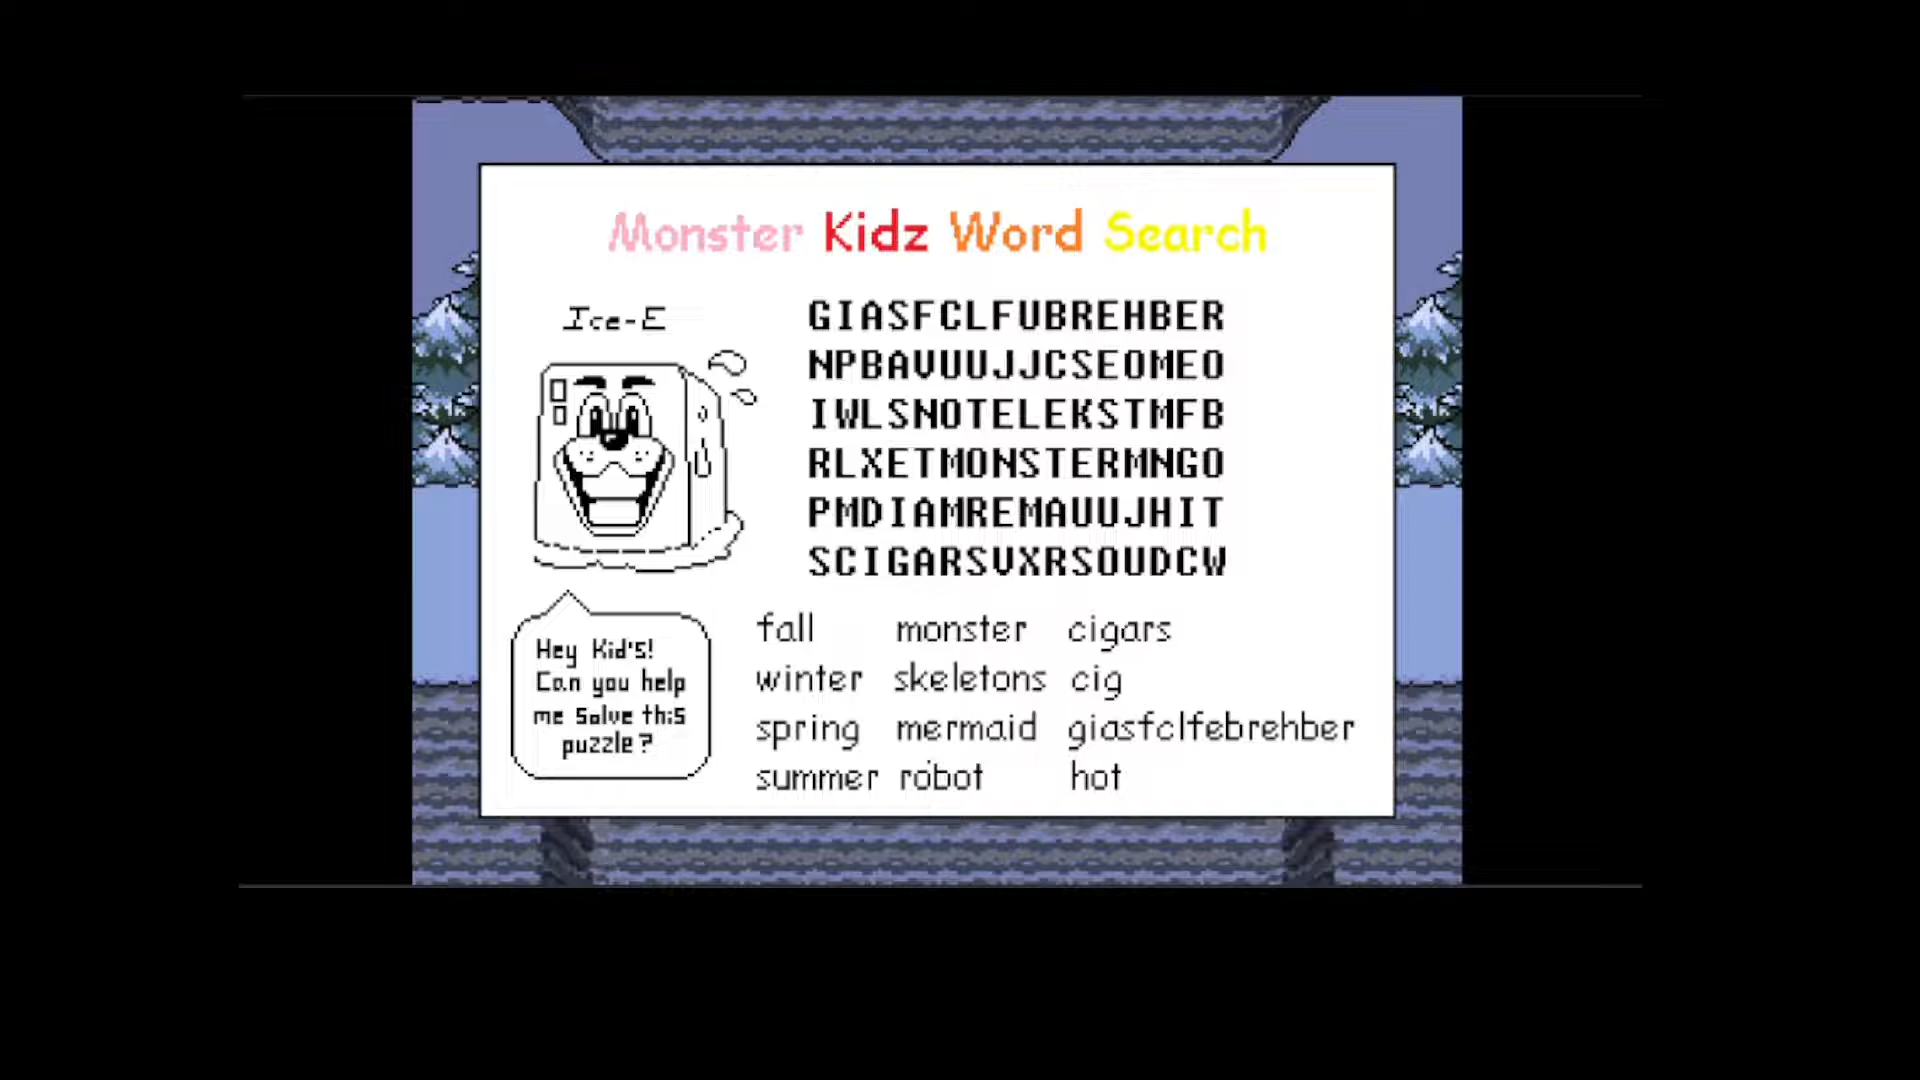 Monster Kidz Word Search
Ice-E
GIASFCLFUBREHBER
NPBAVUUJJCSEOMEO
IWLSNOTELEKSTMFB
RLXETMONSTERMNGO
PMDIAMREMAUUJHIT
SCIGARSVXRSOUDCW
Hey Kid's!
Can you help
me solve this
puzzle?
fall monster cigars
winter skeletons cig
spring mermaid giasfclfebrehber
summer robot hot